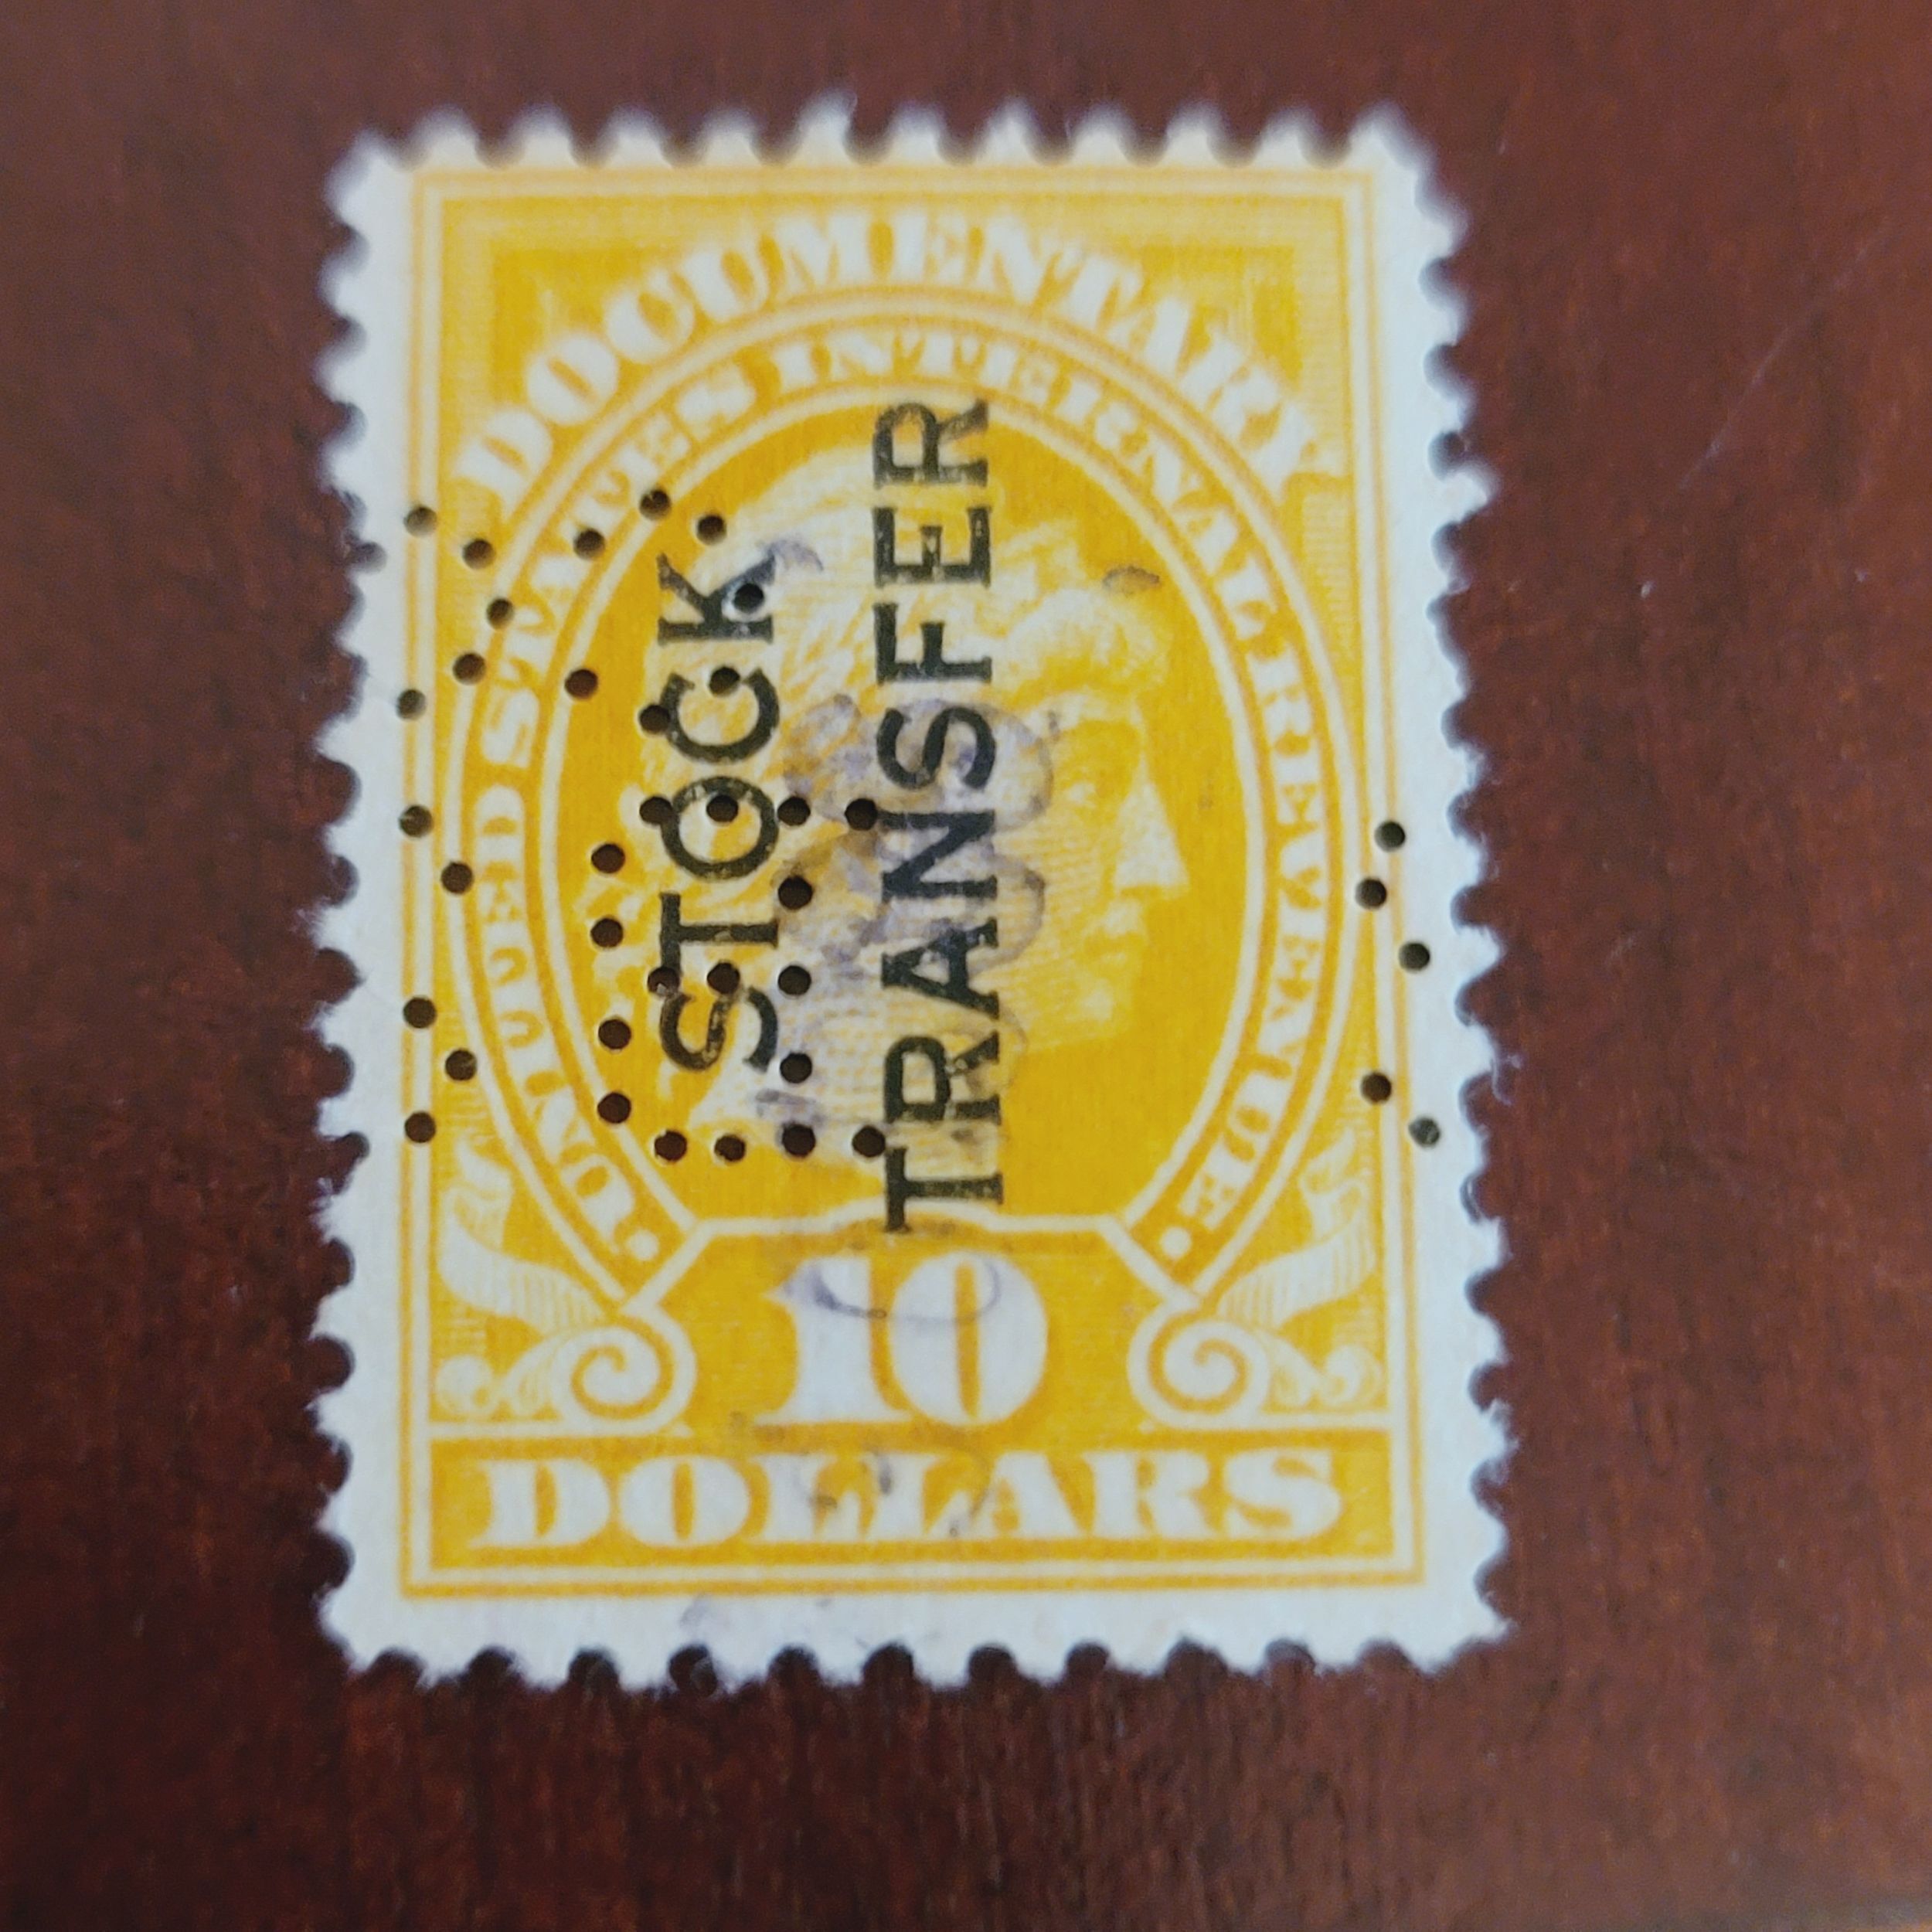 DOCUMENTARY
UNITED STATES INTERNAL REVENUE
STOCK
TRANSFER
10
DOLLARS